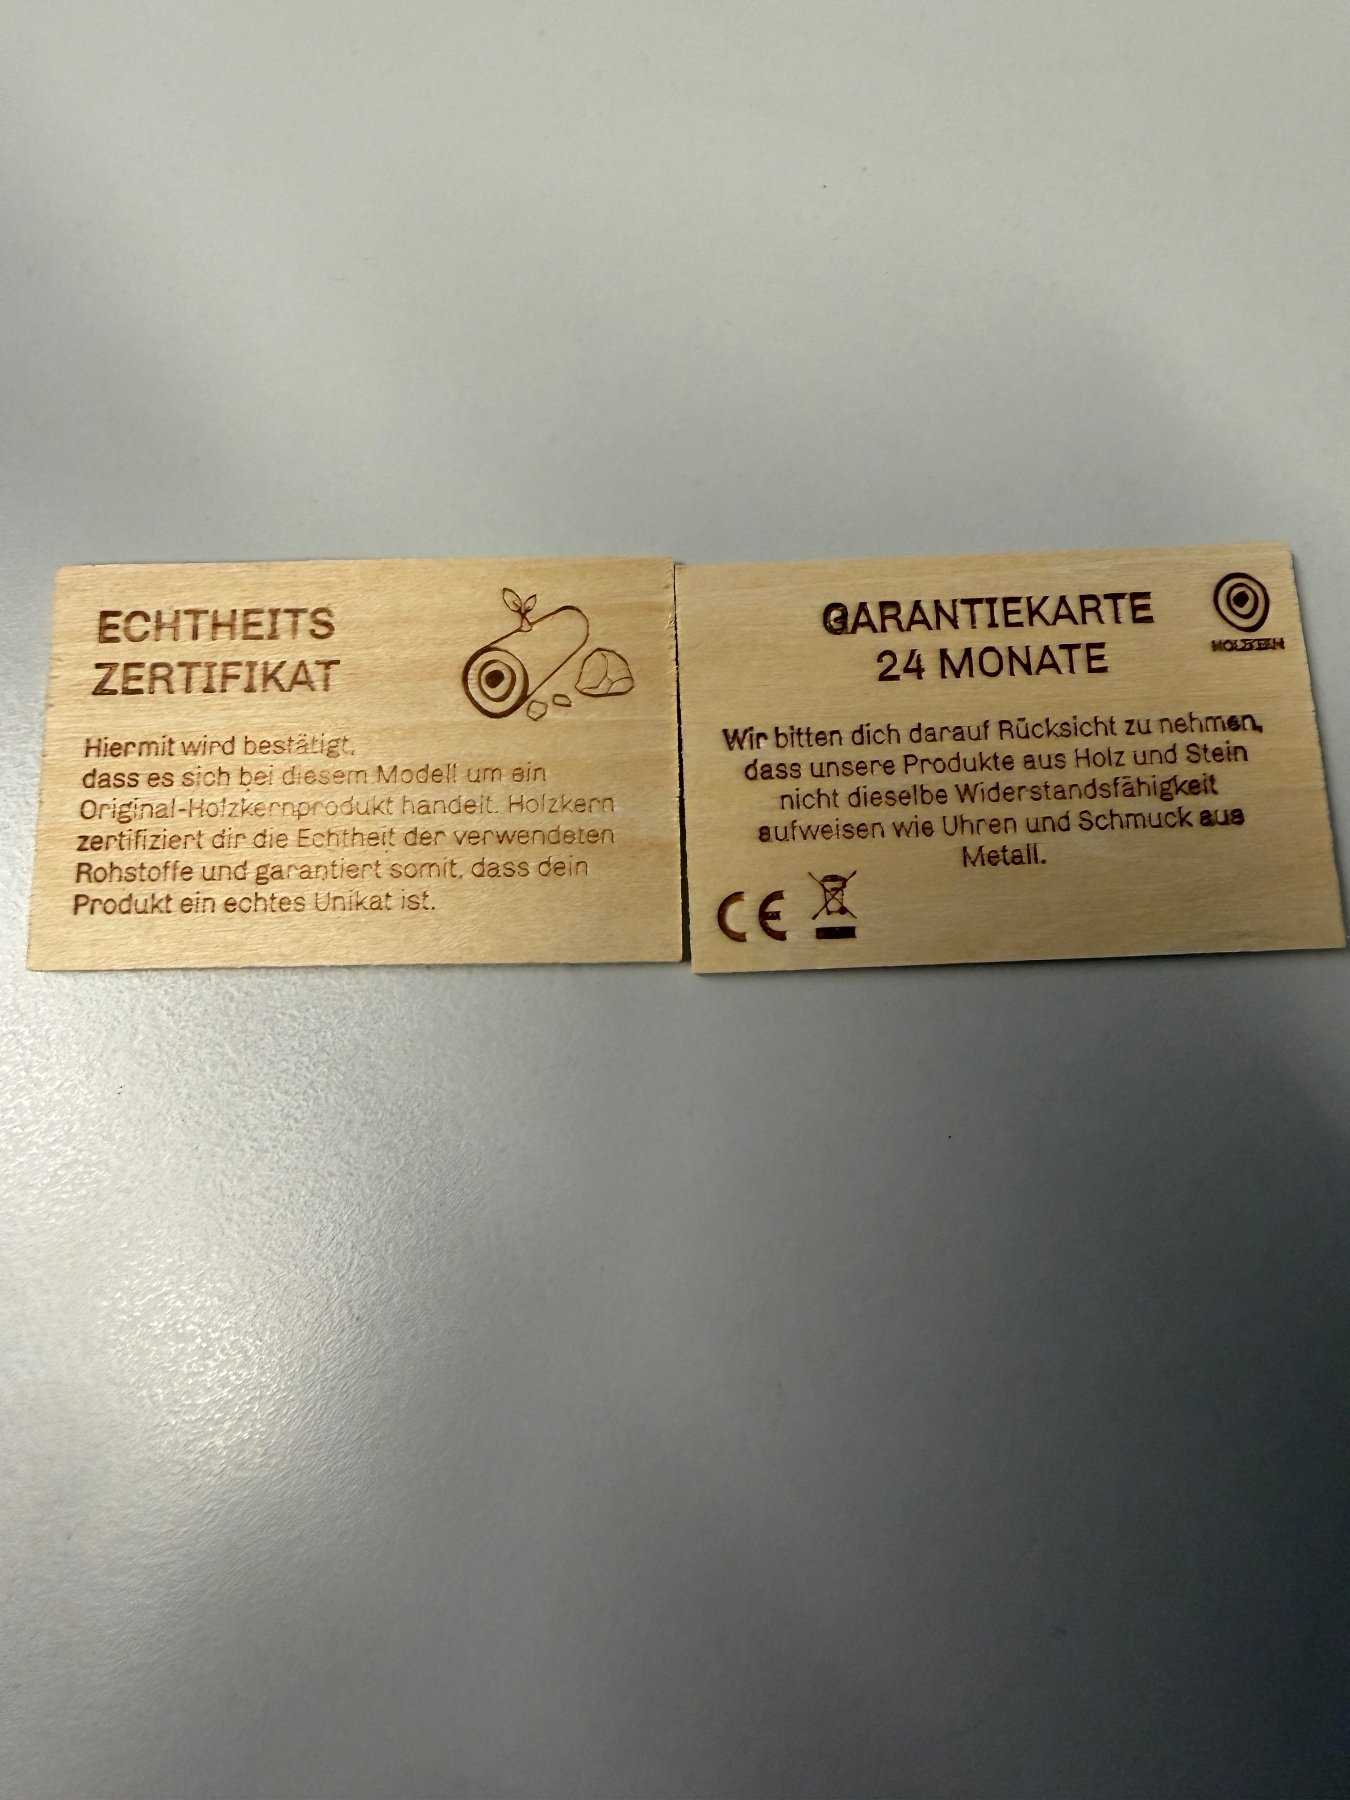 ECHTHEITS
ZERTIFIKAT
Hiermit wird bestätigt,
dass es sich bei diesem Modell um ein
Original-Holzkernprodukt handelt. Holzkern
zertifiziert dir die Echtheit der verwendeten
Rohstoffe und garantiert somit, dass dein
Produkt ein echtes Unikat ist.
GARANTIEKARTE
24 MONATE
HOLZKERN
Wir bitten dich darauf Rücksicht zu nehmen,
dass unsere Produkte aus Holz und Stein
nicht dieselbe Widerstandsfähigkeit
aufweisen wie Uhren und Schmuck aus
Metall.
CE